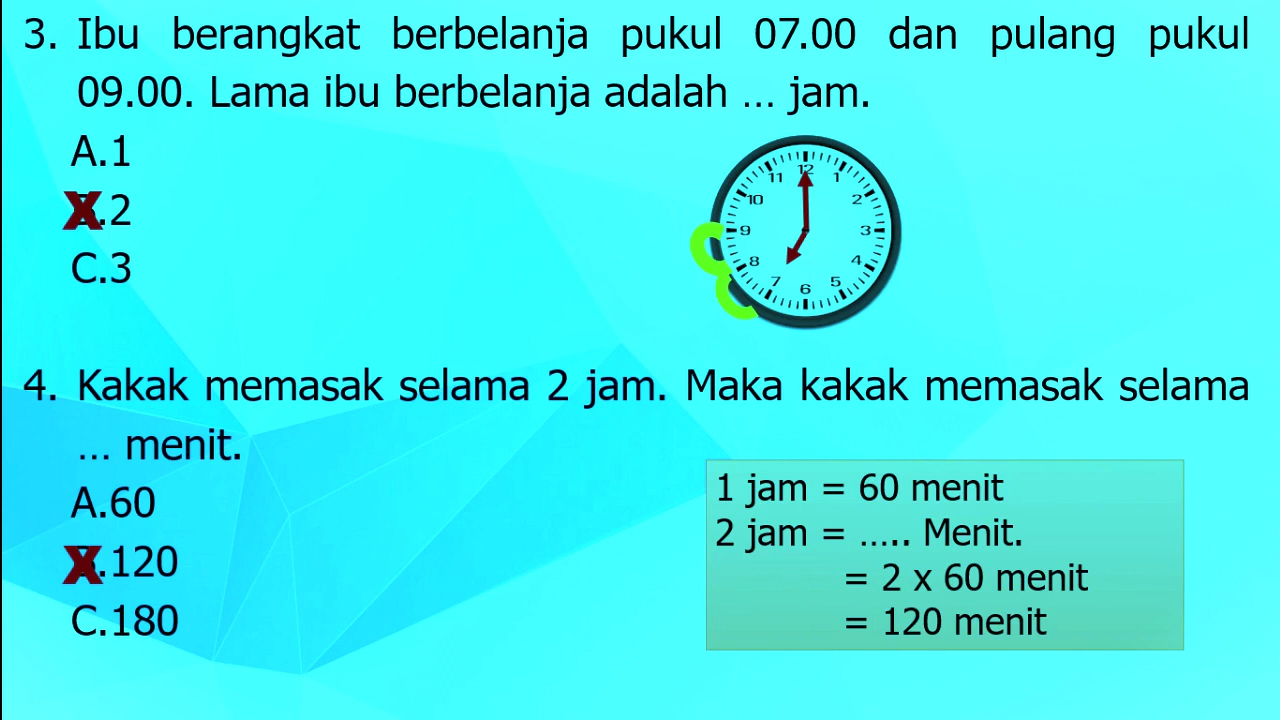 3. Ibu berangkat berbelanja pukul 07.00 dan pulang pukul
09.00. Lama ibu berbelanja adalah ... jam.
A.1
X.2
C.3
12
11 1
10 2
9 3
8 4
7 5
6
4. Kakak memasak selama 2 jam. Maka kakak memasak selama
... menit.
A.60
X.120
C.180
1 jam = 60 menit
2 jam = ..... Menit.
= 2 x 60 menit
= 120 menit